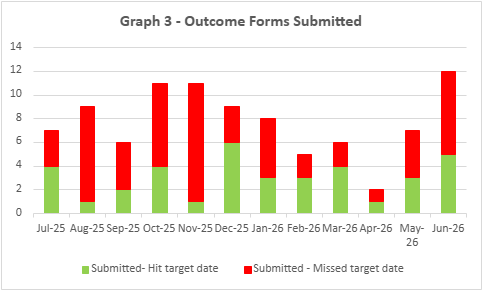 Graph 3 - Outcome Forms Submitted
14
12
10
8
6
4
2
0
Jul-25 Aug-25 Sep-25 Oct-25 Nov-25 Dec-25 Jan-26 Feb-26 Mar-26 Apr-26 May-26 Jun-26
Submitted- Hit target date Submitted - Missed target date